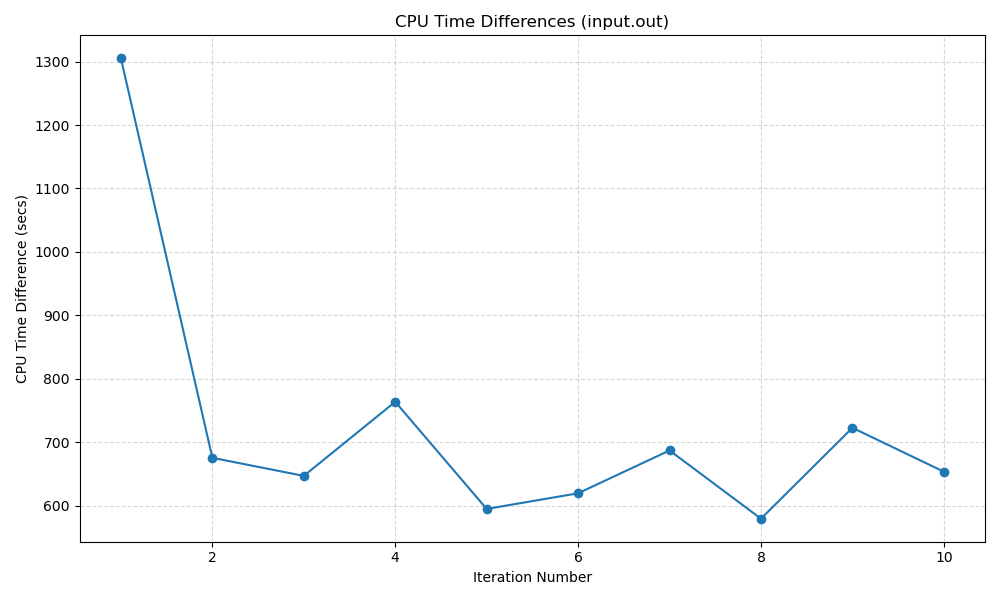 CPU Time Differences (input.out)
CPU Time Difference (secs)
1300
1200
1100
1000
900
800
700
600
2 4 6 8 10
Iteration Number